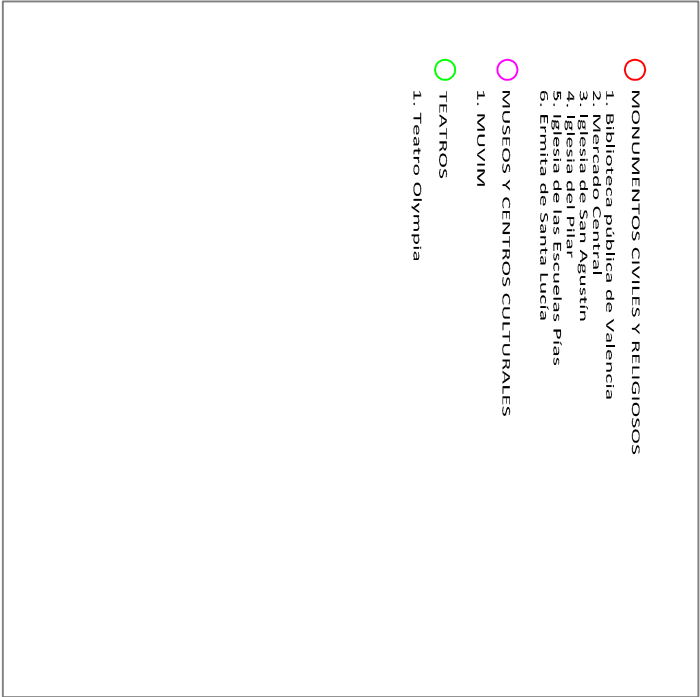 MONUMENTOS CIVILES Y RELIGIOSOS
1. Biblioteca pública de Valencia
2. Mercado Central
3. Iglesia de San Agustín
4. Iglesia del Pilar
5. Iglesia de las Escuelas Pías
6. Ermita de Santa Lucía
MUSEOS Y CENTROS CULTURALES
1. MUVIM
TEATROS
1. Teatro Olympia